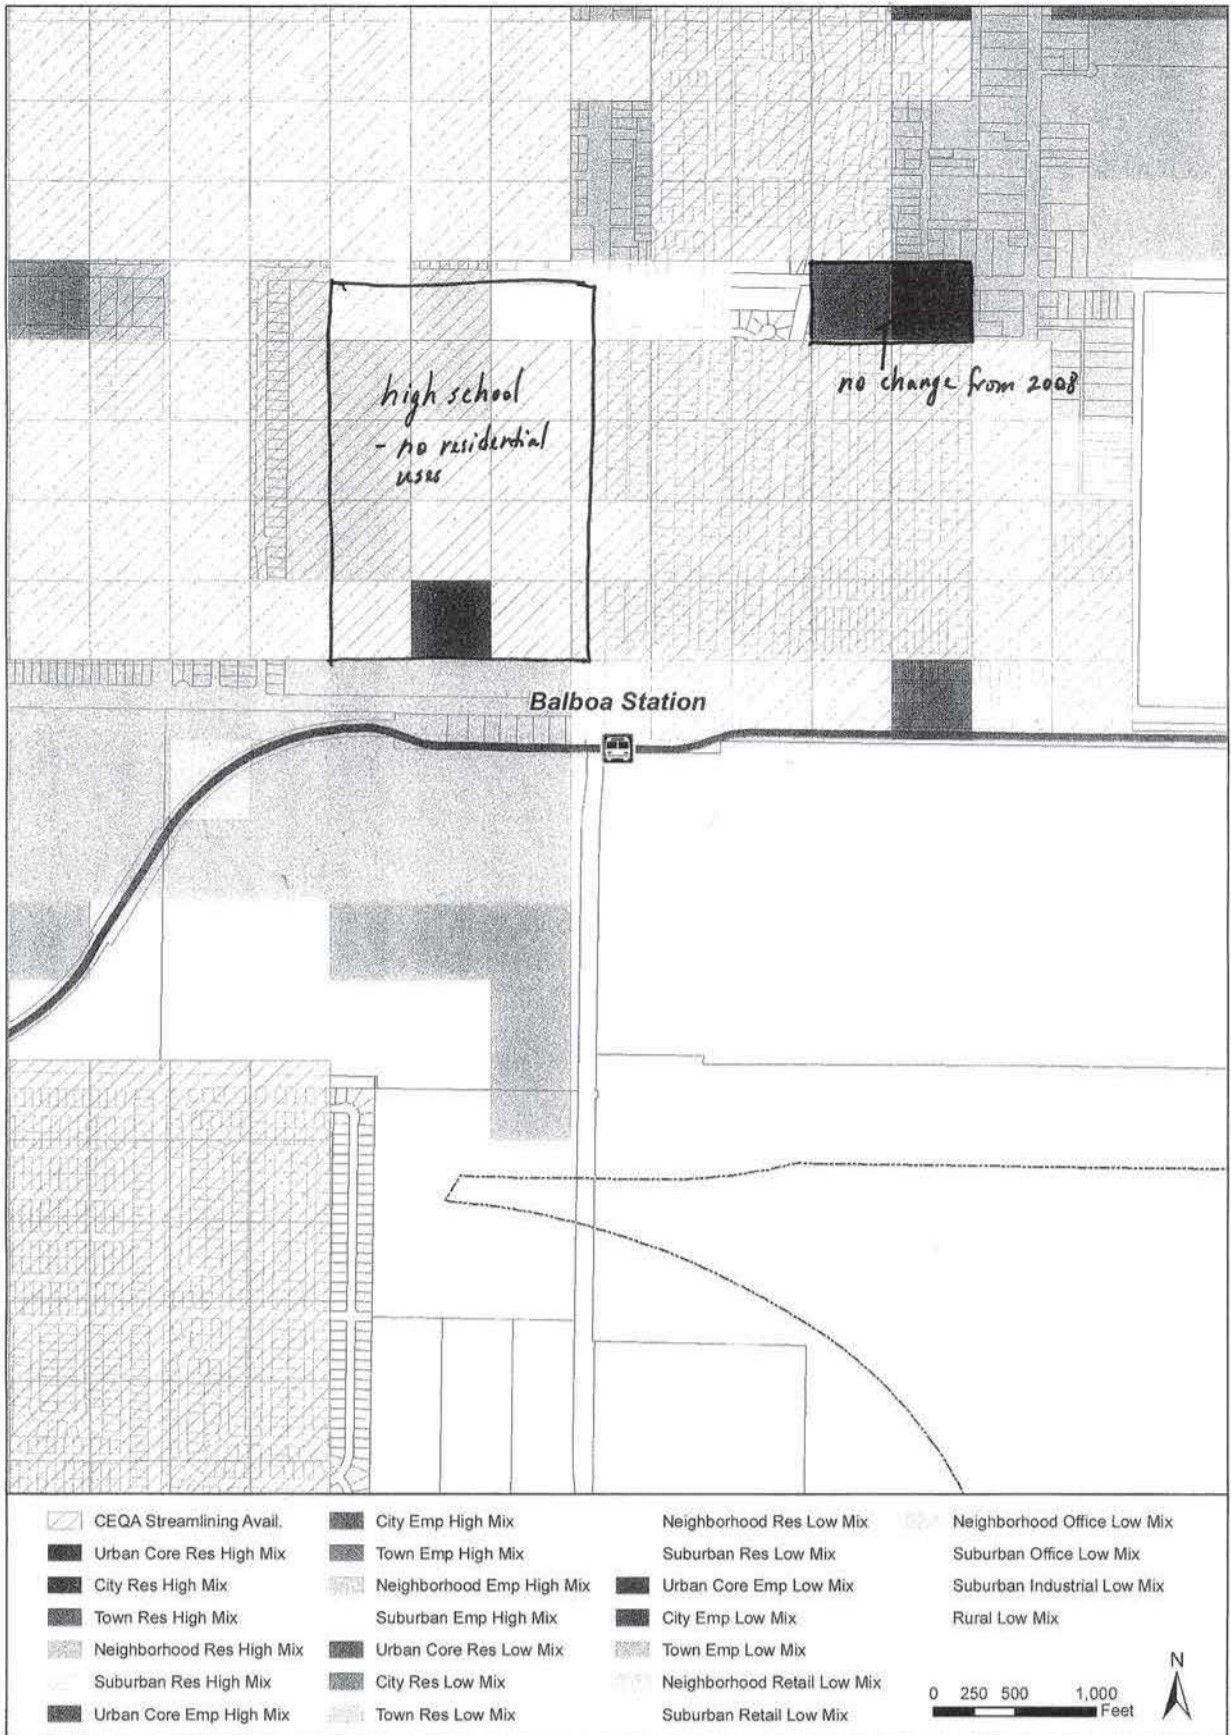 high school
- no residential
uses
no change from 2008
Balboa Station
CEQA Streamlining Avail.
Urban Core Res High Mix
City Res High Mix
Town Res High Mix
Neighborhood Res High Mix
Suburban Res High Mix
Urban Core Emp High Mix
City Emp High Mix
Town Emp High Mix
Neighborhood Emp High Mix
Suburban Emp High Mix
Urban Core Res Low Mix
City Res Low Mix
Town Res Low Mix
Neighborhood Res Low Mix
Suburban Res Low Mix
Urban Core Emp Low Mix
City Emp Low Mix
Town Emp Low Mix
Neighborhood Retail Low Mix
Suburban Retail Low Mix
Neighborhood Office Low Mix
Suburban Office Low Mix
Suburban Industrial Low Mix
Rural Low Mix
N
0 250 500 1,000
Feet